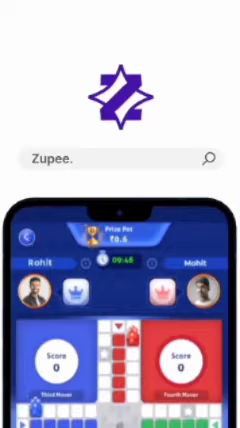 Zupee.
Prize Pot
₹0.6
Rohit
09:48
Mohit
Score
0
Score
0
Third Mover
Fourth Mover